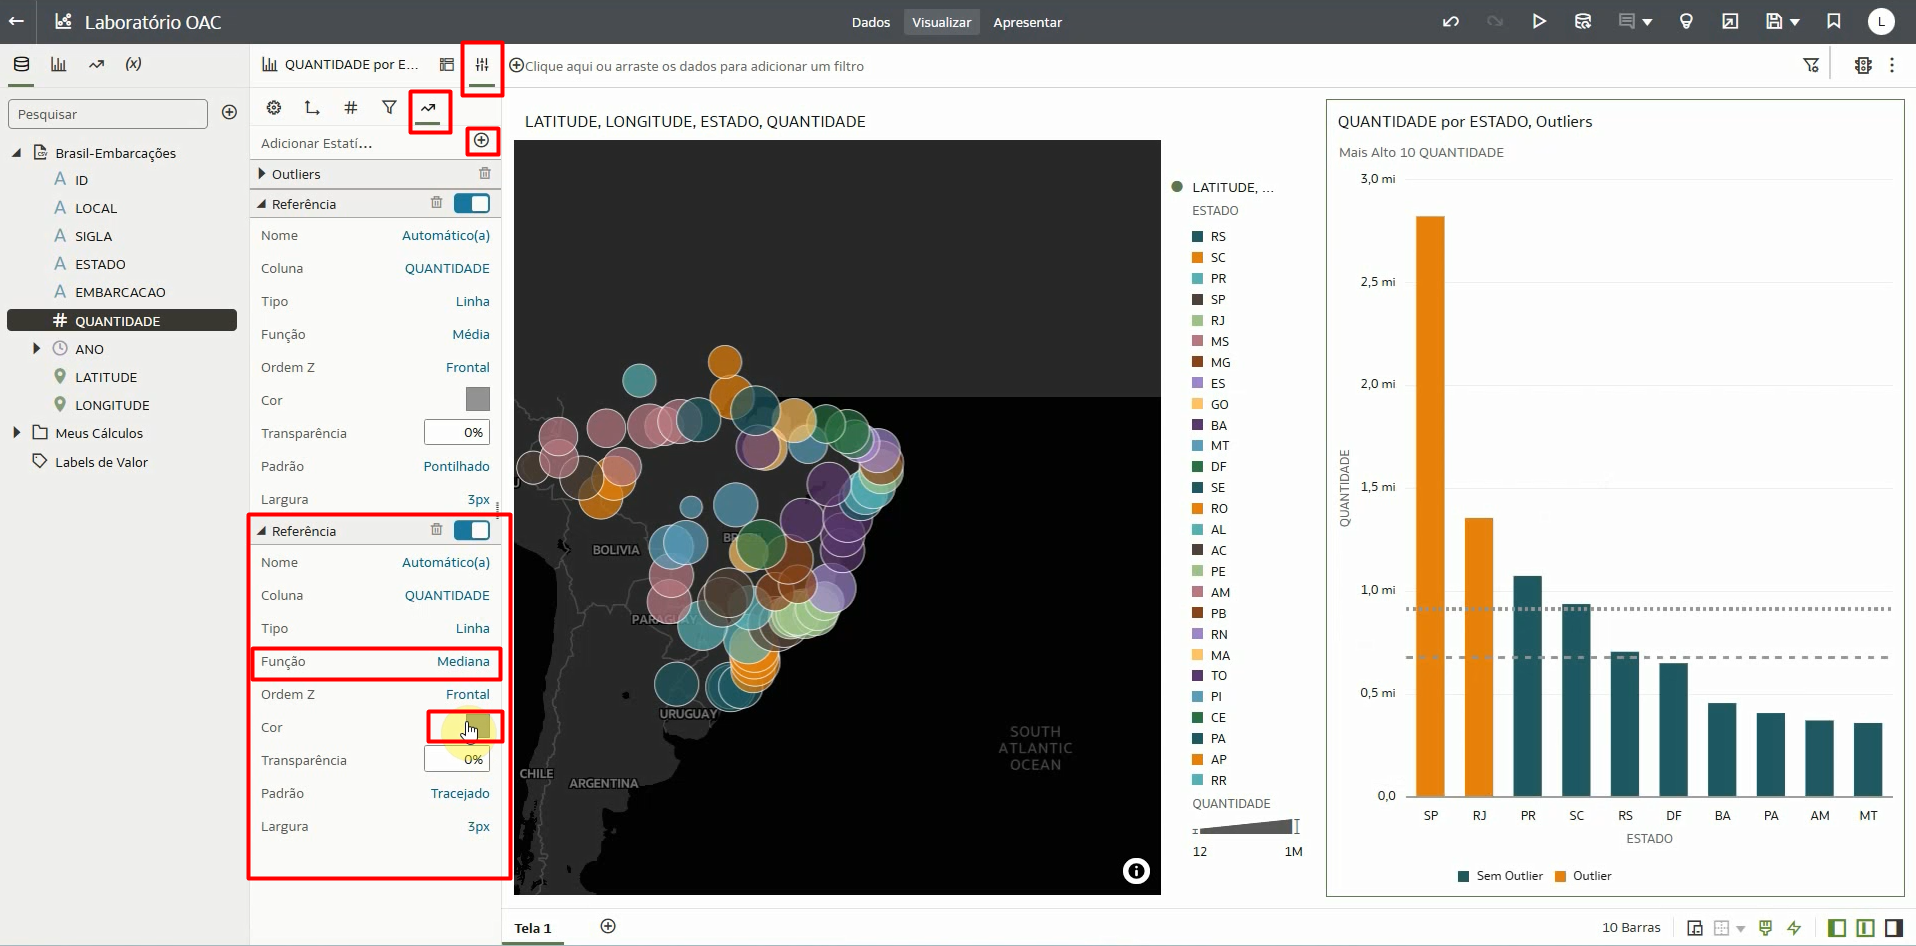 Laboratório OAC
Dados Visualizar Apresentar
L
QUANTIDADE por E...
Clique aqui ou arraste os dados para adicionar um filtro
(x)
Pesquisar
Brasil-Embarcações
CSV
A ID
A LOCAL
A SIGLA
A ESTADO
A EMBARCACAO
# QUANTIDADE
ANO
LATITUDE
LONGITUDE
Meus Cálculos
Labels de Valor
#
Adicionar Estatí...
Outliers
Referência
Nome Automático(a)
Coluna QUANTIDADE
Tipo Linha
Função Média
Ordem Z Frontal
Cor
Transparência 0%
Padrão Pontilhado
Largura 3px
Referência
Nome Automático(a)
Coluna QUANTIDADE
Tipo Linha
Função Mediana
Ordem Z Frontal
Cor
Transparência 0%
Padrão Tracejado
Largura 3px
LATITUDE, LONGITUDE, ESTADO, QUANTIDADE
BOLIVIA
URUGUAY
CHILE
ARGENTINA
SOUTH
ATLANTIC
OCEAN
LATITUDE, ...
ESTADO
RS
SC
PR
SP
RJ
MS
MG
ES
GO
BA
MT
DF
SE
RO
AL
AC
PE
AM
PB
RN
MA
TO
PI
CE
PA
AP
RR
QUANTIDADE
12 1M
QUANTIDADE por ESTADO, Outliers
Mais Alto 10 QUANTIDADE
3,0 mi
2,5 mi
2,0 mi
1,5 mi
1,0 mi
0,5 mi
0,0
QUANTIDADE
SP RJ PR SC RS DF BA PA AM MT
ESTADO
Sem Outlier Outlier
Tela 1
10 Barras